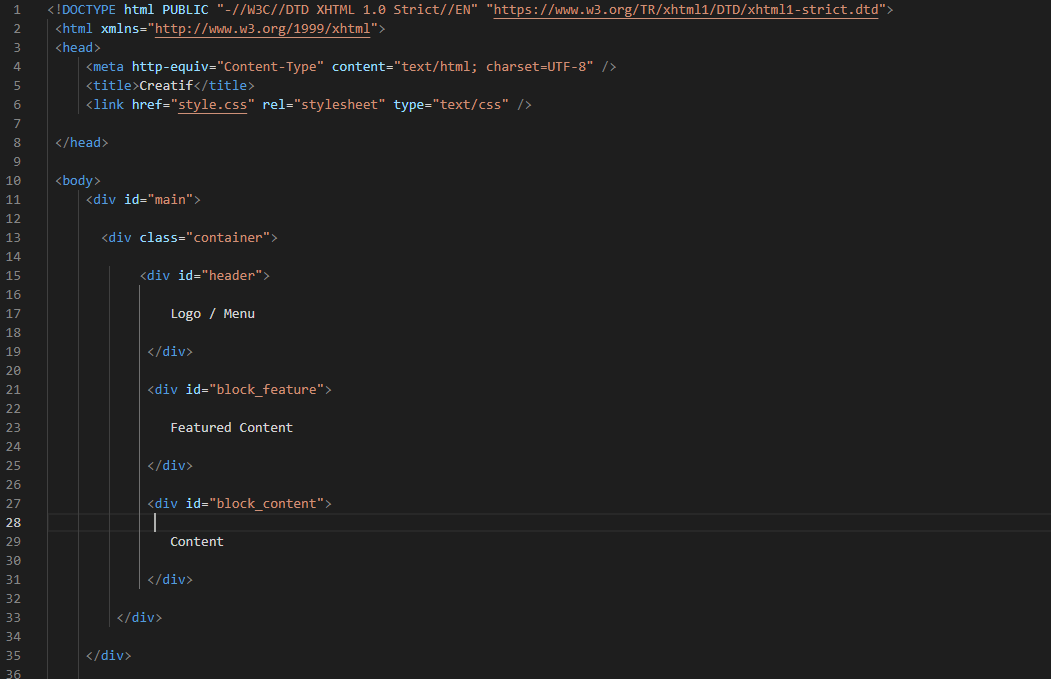 1 <!DOCTYPE html PUBLIC "-//W3C//DTD XHTML 1.0 Strict//EN" "https://www.w3.org/TR/xhtml1/DTD/xhtml1-strict.dtd">
2 <html xmlns="http://www.w3.org/1999/xhtml">
3 <head>
4 <meta http-equiv="Content-Type" content="text/html; charset=UTF-8" />
5 <title>Creatif</title>
6 <link href="style.css" rel="stylesheet" type="text/css" />
7
8 </head>
9
10 <body>
11 <div id="main">
12
13 <div class="container">
14
15 <div id="header">
16
17 Logo / Menu
18
19 </div>
20
21 <div id="block_feature">
22
23 Featured Content
24
25 </div>
26
27 <div id="block_content">
28
29 Content
30
31 </div>
32
33 </div>
34
35 </div>
36